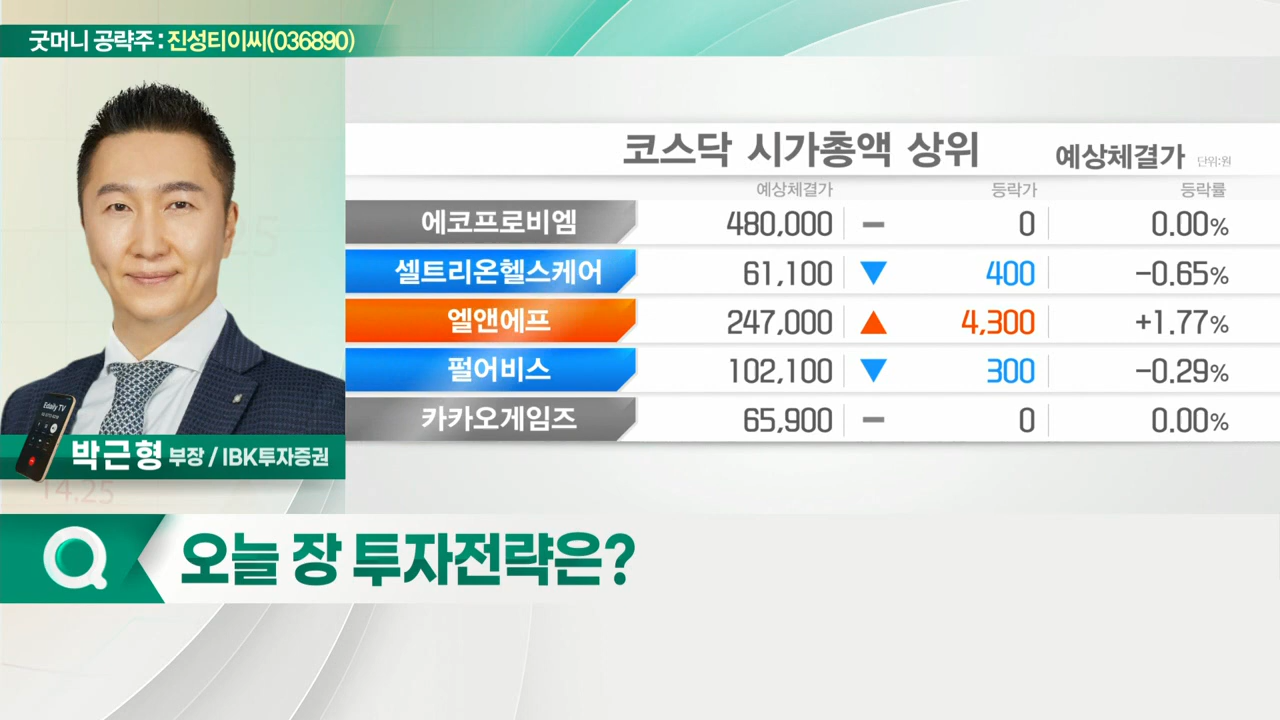 굿머니 공략주 : 진성티이씨(036890)
코스닥 시가총액 상위 예상체결가 단위:원
예상체결가 등락가 등락률
에코프로비엠 480,000 0 0.00%
셀트리온헬스케어 61,100 ▼ 400 -0.65%
엘앤에프 247,000 ▲ 4,300 +1.77%
펄어비스 102,100 ▼ 300 -0.29%
카카오게임즈 65,900 0 0.00%
Edaily TV
박근형 부장 / IBK투자증권
14.25
오늘 장 투자전략은?